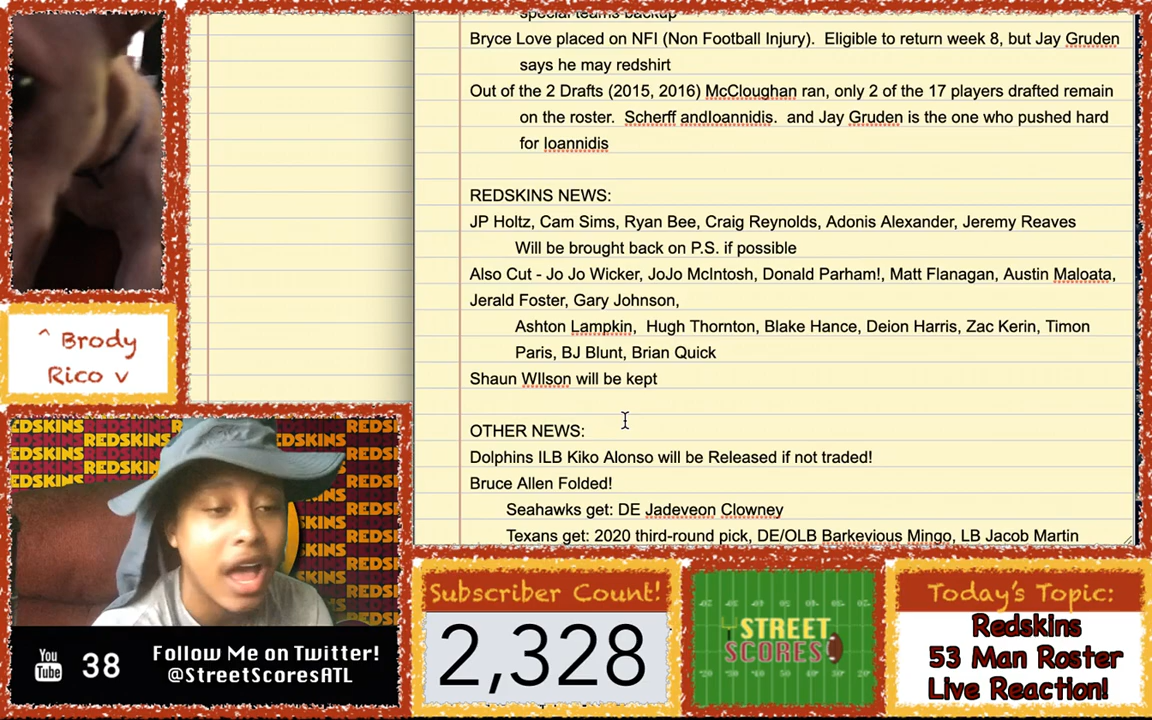 special teams backup
Bryce Love placed on NFI (Non Football Injury).  Eligible to return week 8, but Jay Gruden
says he may redshirt
Out of the 2 Drafts (2015, 2016) McCloughan ran, only 2 of the 17 players drafted remain
on the roster.  Scherff andIoannidis.  and Jay Gruden is the one who pushed hard
for Ioannidis
REDSKINS NEWS:
JP Holtz, Cam Sims, Ryan Bee, Craig Reynolds, Adonis Alexander, Jeremy Reaves
Will be brought back on P.S. if possible
Also Cut - Jo Jo Wicker, JoJo McIntosh, Donald Parham!, Matt Flanagan, Austin Maloata,
Jerald Foster, Gary Johnson,
Ashton Lampkin,  Hugh Thornton, Blake Hance, Deion Harris, Zac Kerin, Timon
Paris, BJ Blunt, Brian Quick
Shaun WIlson will be kept
OTHER NEWS:
Dolphins ILB Kiko Alonso will be Released if not traded!
Bruce Allen Folded!
Seahawks get: DE Jadeveon Clowney
Texans get: 2020 third-round pick, DE/OLB Barkevious Mingo, LB Jacob Martin
^ Brody
Rico v
REDSKINS REDSKINS
You
Tube
38
Follow Me on Twitter!
@StreetScoresATL
Subscriber Count!
2,328
STREET
SCORES
Today's Topic:
Redskins
53 Man Roster
Live Reaction!